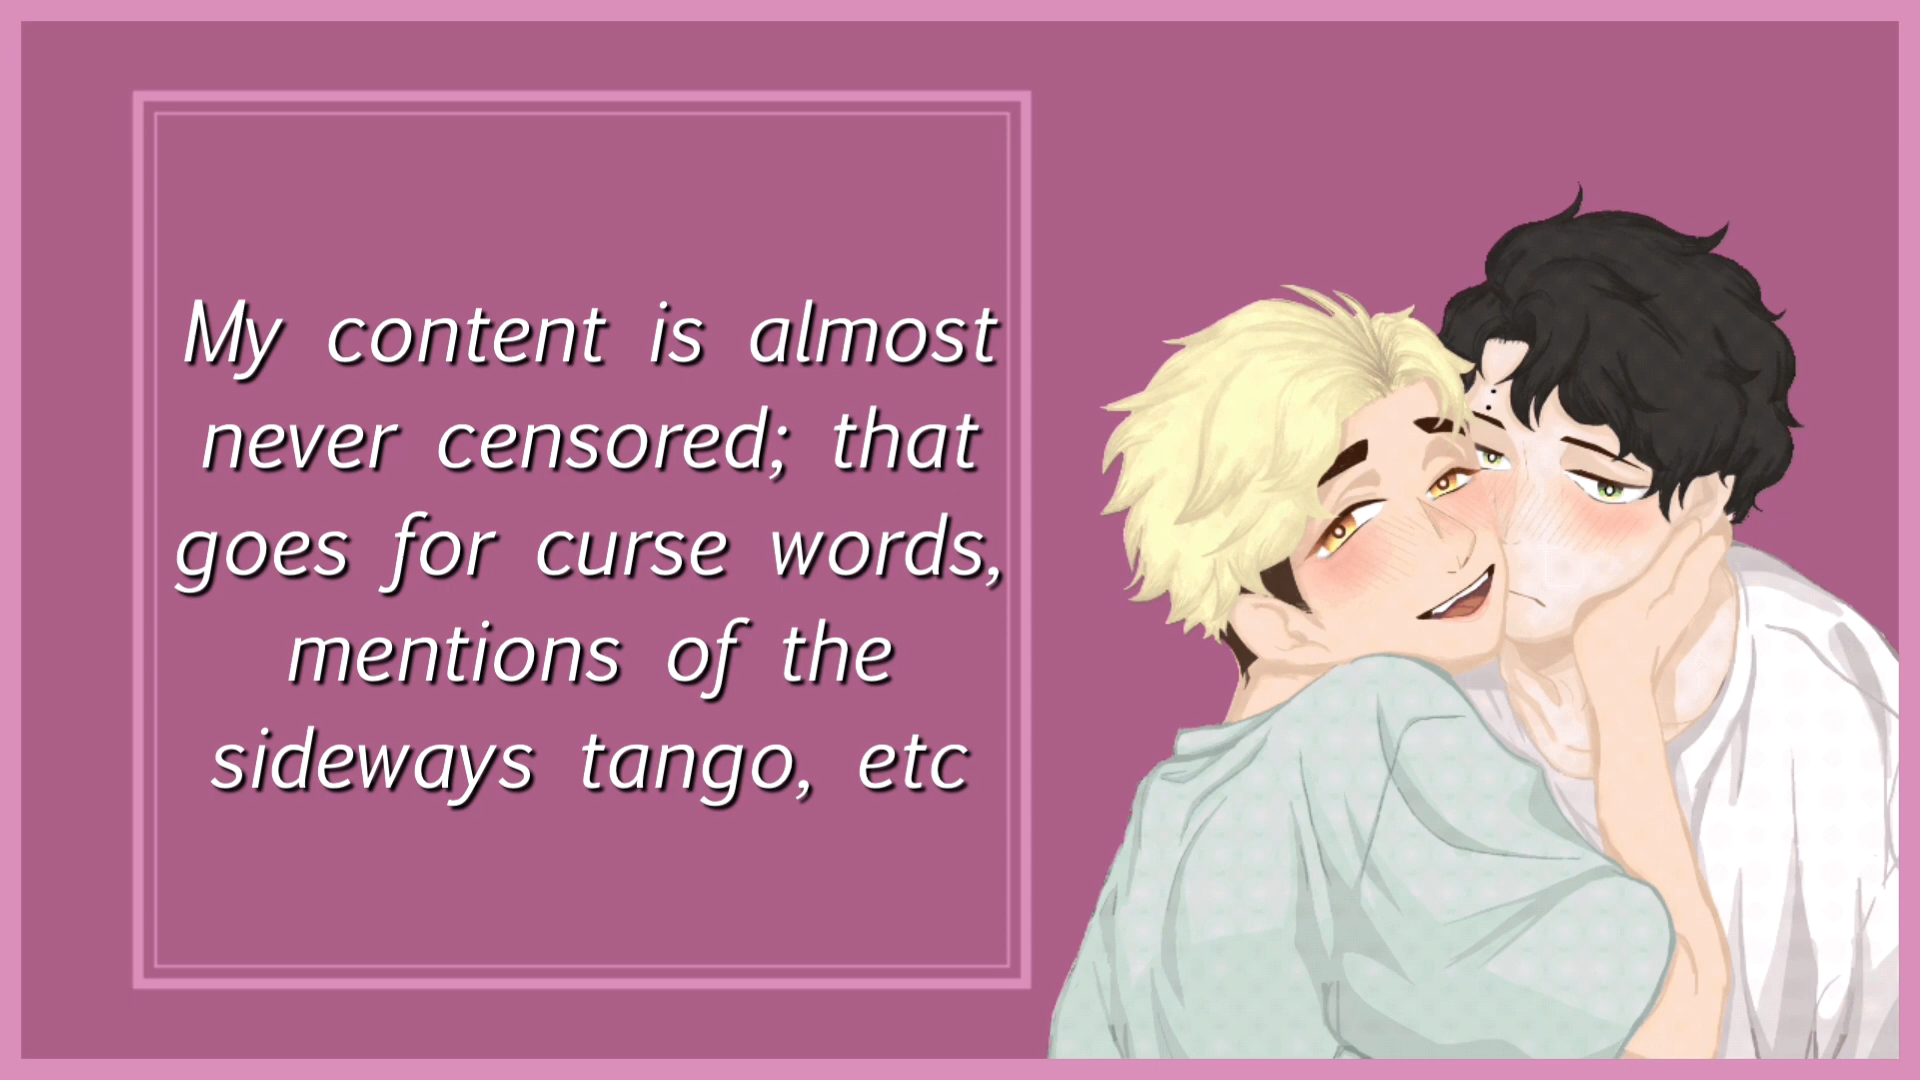 My content is almost
never censored; that
goes for curse words,
mentions of the
sideways tango, etc